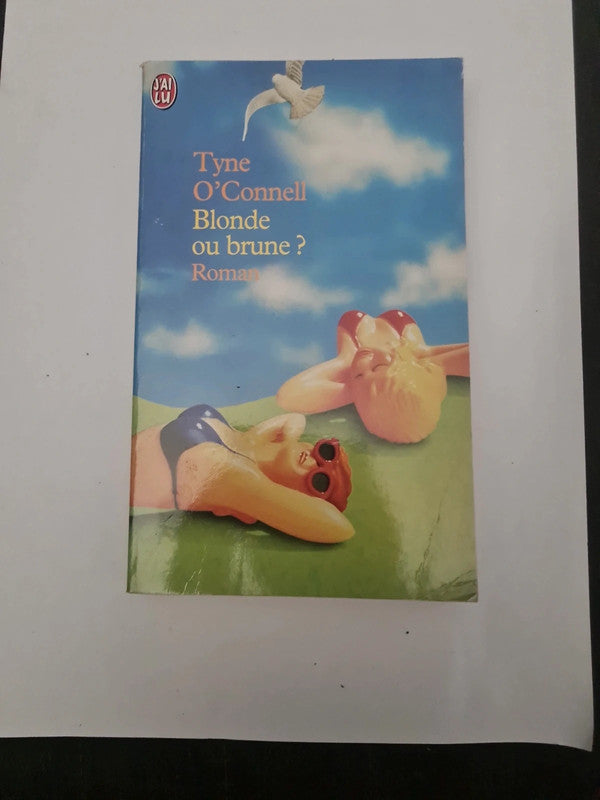 J'AI
LU
Tyne
O'Connell
Blonde
ou brune ?
Roman